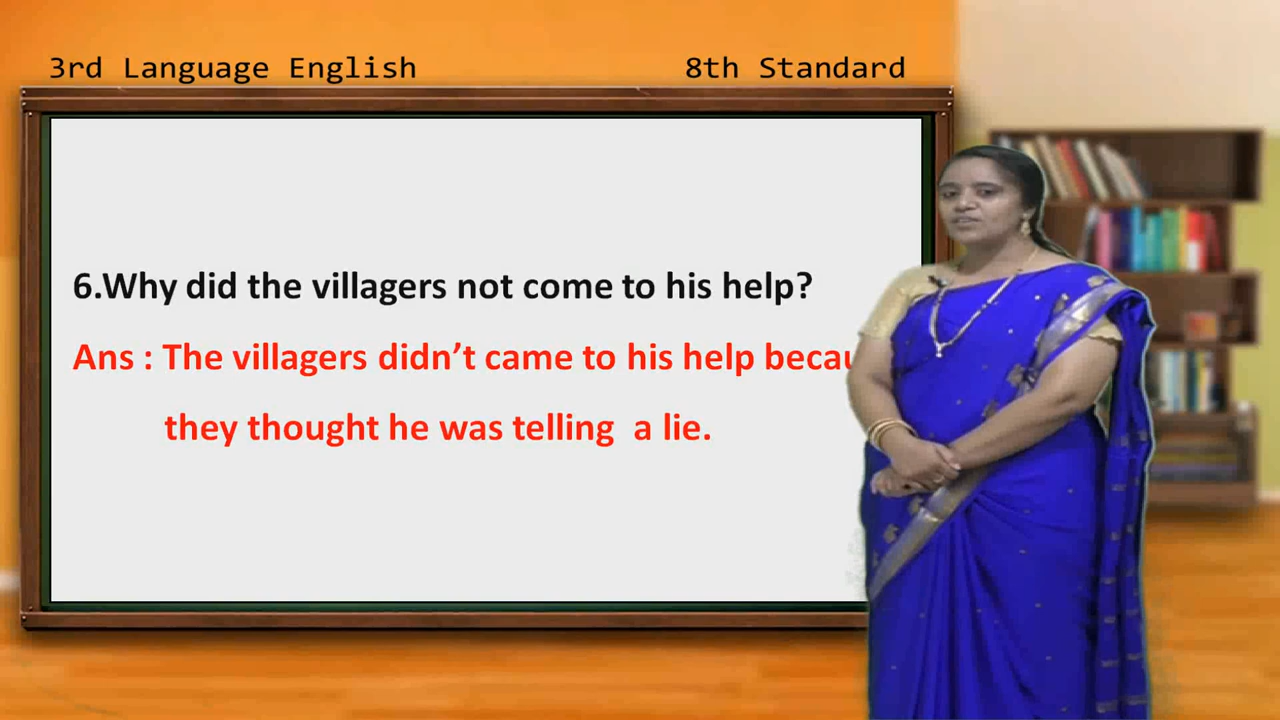 3rd Language English 8th Standard
6.Why did the villagers not come to his help?
Ans : The villagers didn’t came to his help
they thought he was telling a lie.